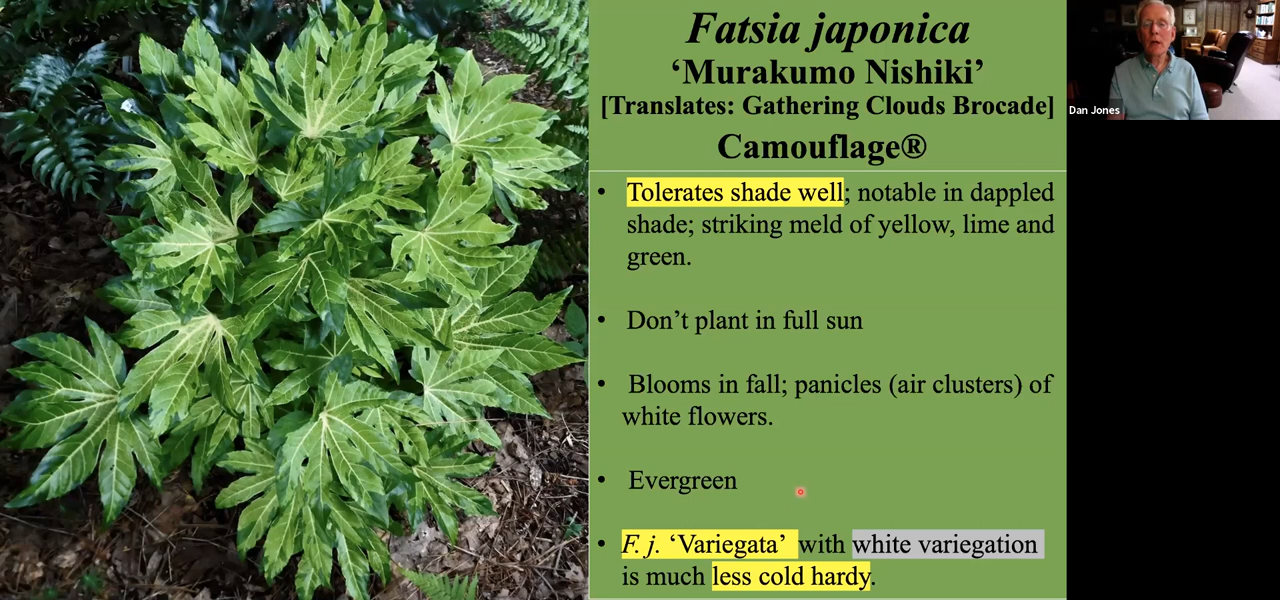 Fatsia japonica
‘Murakumo Nishiki’
[Translates: Gathering Clouds Brocade]
Camouflage®
• Tolerates shade well; notable in dappled
shade; striking meld of yellow, lime and
green.
• Don’t plant in full sun
• Blooms in fall; panicles (air clusters) of
white flowers.
• Evergreen
• F. j. ‘Variegata’ with white variegation
is much less cold hardy.
Dan Jones